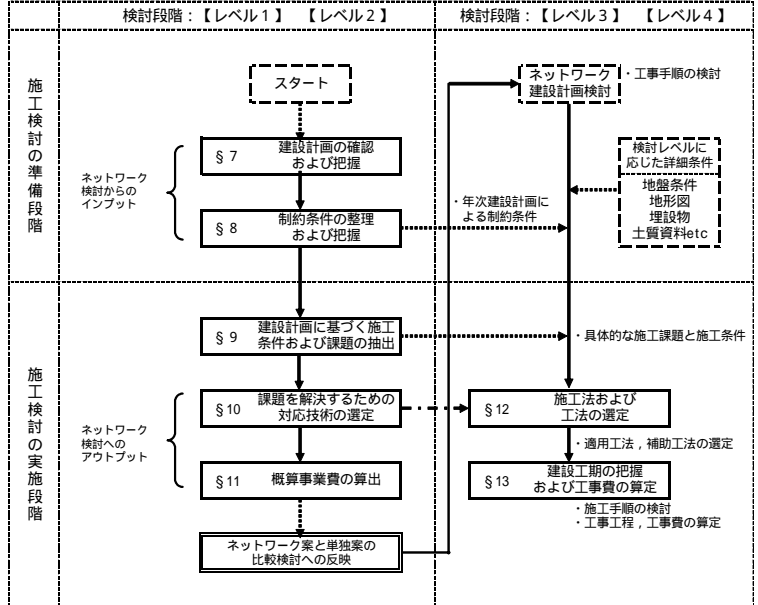 検討段階：【レベル１】 【レベル２】
検討段階：【レベル３】 【レベル４】
施工検討の準備段階
スタート
§７
建設計画の確認
および把握
ネットワーク
検討からの
インプット
§８
制約条件の整理
および把握
ネットワーク
建設計画検討
・工事手順の検討
検討レベルに
応じた詳細条件
地盤条件
地形図
埋設物
土質資料etc
・年次建設計画に
よる制約条件
施工検討の実施段階
§９
建設計画に基づく施工
条件および課題の抽出
・具体的な施工課題と施工条件
ネットワーク
検討への
アウトプット
§10
課題を解決するための
対応技術の選定
§11
概算事業費の算出
ネットワーク案と単独案の
比較検討への反映
§12
施工法および
工法の選定
・適用工法，補助工法の選定
§13
建設工期の把握
および工事費の算定
・施工手順の検討
・工事工程，工事費の算定